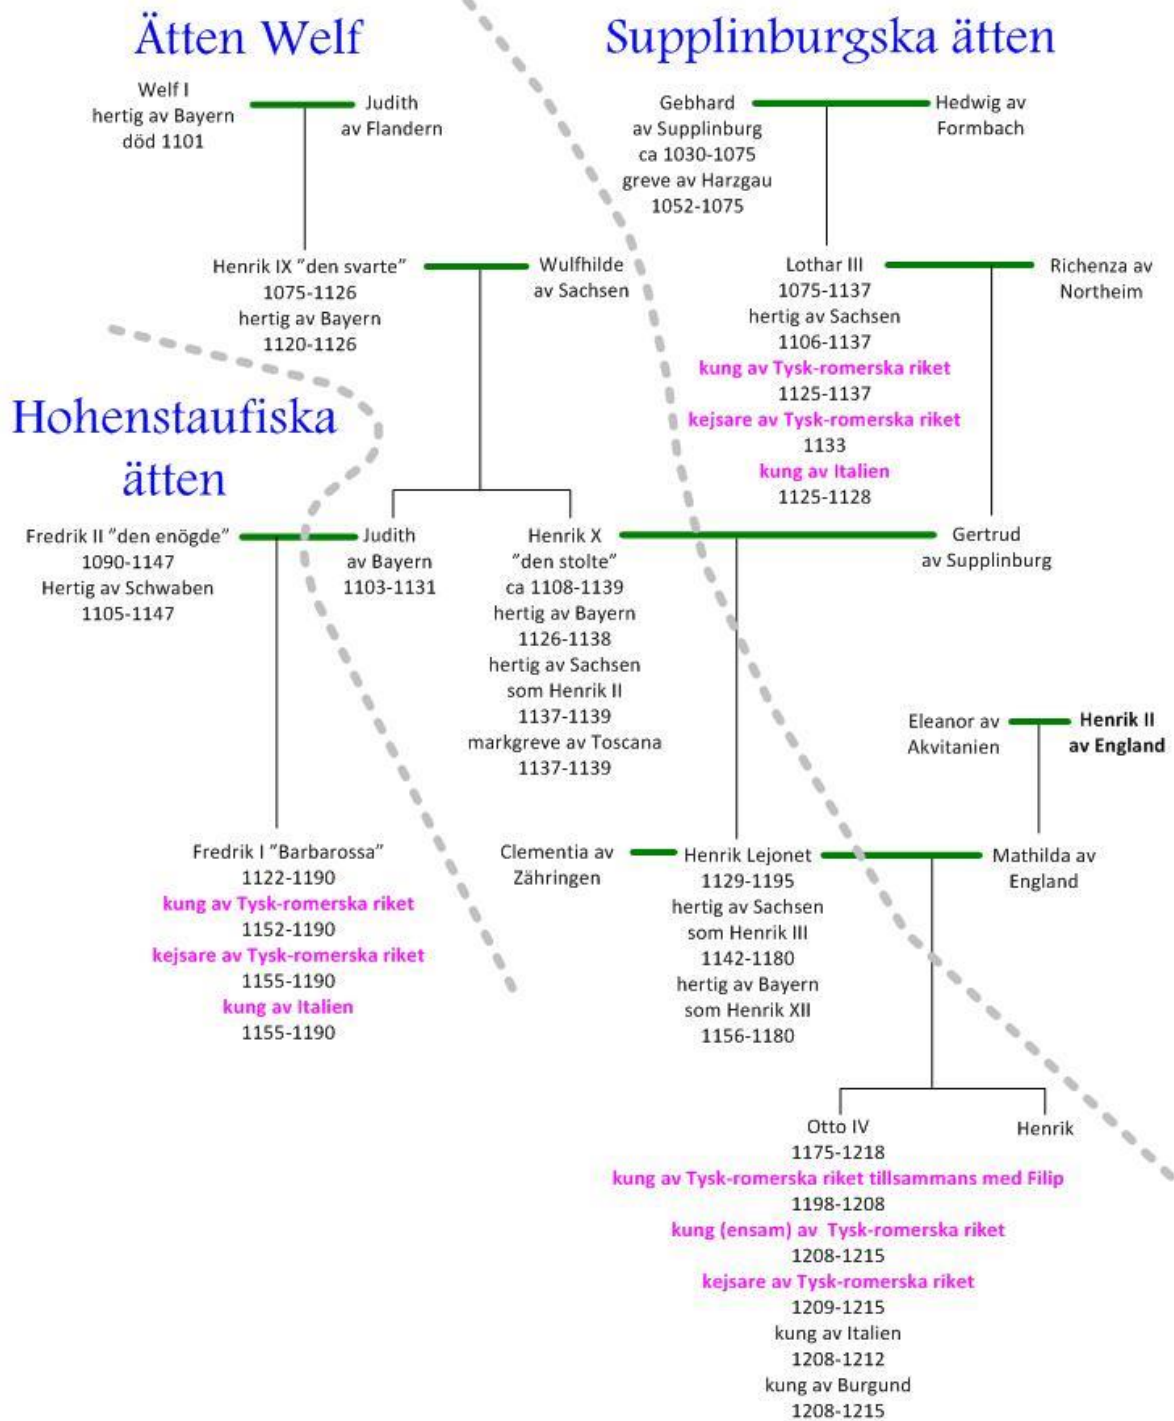 Ätten Welf
Supplinburgska ätten
Welf I
hertig av Bayern
död 1101
Judith
av Flandern
Gebhard
av Supplinburg
ca 1030-1075
greve av Harzgau
1052-1075
Hedwig av
Formbach
Henrik IX ”den svarte”
1075-1126
hertig av Bayern
1120-1126
Wulfhilde
av Sachsen
Lothar III
1075-1137
hertig av Sachsen
1106-1137
kung av Tysk-romerska riket
1125-1137
kejsare av Tysk-romerska riket
1133
kung av Italien
1125-1128
Richenza av
Northeim
Hohenstaufiska
ätten
Fredrik II ”den enögde”
1090-1147
Hertig av Schwaben
1105-1147
Judith
av Bayern
1103-1131
Henrik X
”den stolte”
ca 1108-1139
hertig av Bayern
1126-1138
hertig av Sachsen
som Henrik II
1137-1139
markgreve av Toscana
1137-1139
Gertrud
av Supplinburg
Eleanor av
Akvitanien
Henrik II
av England
Fredrik I ”Barbarossa”
1122-1190
kung av Tysk-romerska riket
1152-1190
kejsare av Tysk-romerska riket
1155-1190
kung av Italien
1155-1190
Clementia av
Zähringen
Henrik Lejonet
1129-1195
hertig av Sachsen
som Henrik III
1142-1180
hertig av Bayern
som Henrik XII
1156-1180
Mathilda av
England
Otto IV
1175-1218
kung av Tysk-romerska riket tillsammans med Filip
1198-1208
kung (ensam) av Tysk-romerska riket
1208-1215
kejsare av Tysk-romerska riket
1209-1215
kung av Italien
1208-1212
kung av Burgund
1208-1215
Henrik